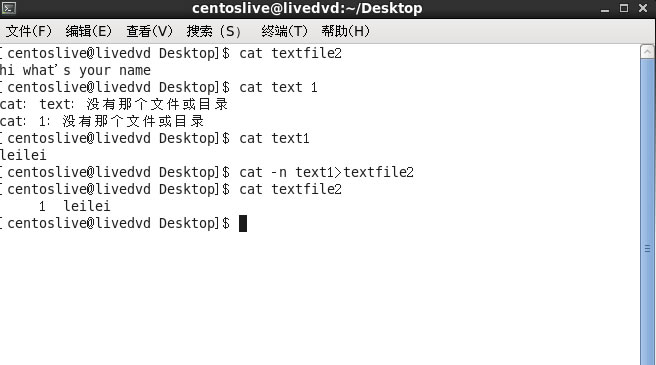 centoslive@livedvd:~/Desktop
文件(F) 编辑(E) 查看(V) 搜索 (S) 终端(T) 帮助(H)
[centoslive@livedvd Desktop]$ cat textfile2
hi what's your name
[centoslive@livedvd Desktop]$ cat text 1
cat: text: 没有那个文件或目录
cat: 1: 没有那个文件或目录
[centoslive@livedvd Desktop]$ cat text1
leilei
[centoslive@livedvd Desktop]$ cat -n text1>textfile2
[centoslive@livedvd Desktop]$ cat textfile2
     1  leilei
[centoslive@livedvd Desktop]$